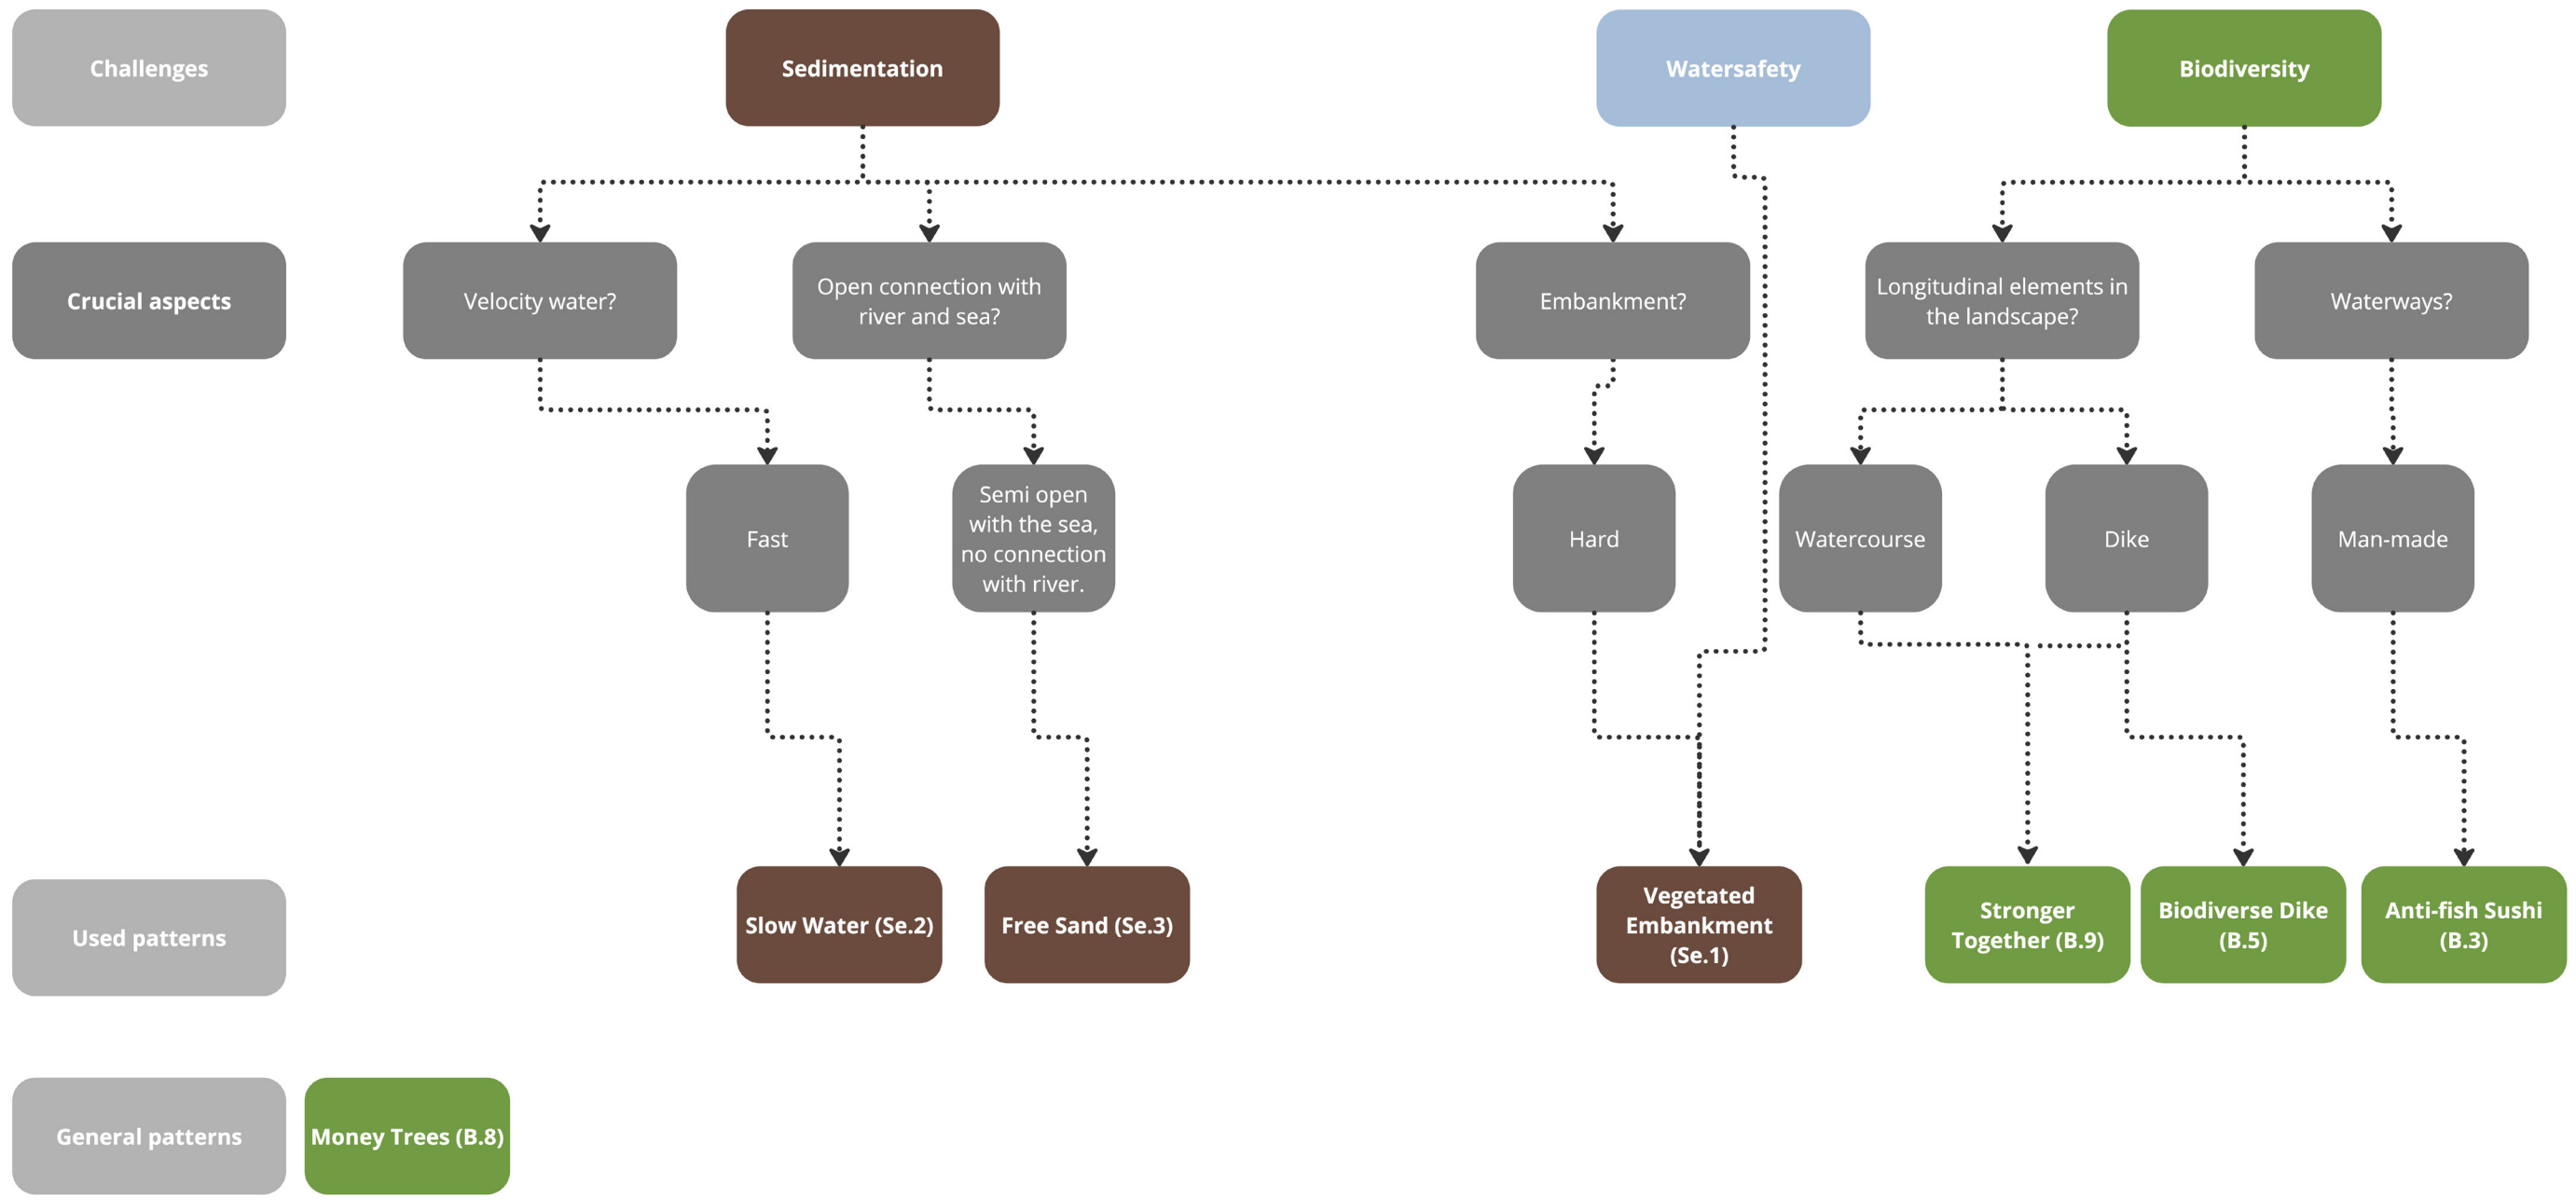 Challenges
Sedimentation
Watersafety
Biodiversity
Crucial aspects
Velocity water?
Open connection with
river and sea?
Embankment?
Longitudinal elements in
the landscape?
Waterways?
Fast
Semi open
with the sea,
no connection
with river.
Hard
Watercourse
Dike
Man-made
Used patterns
Slow Water (Se.2)
Free Sand (Se.3)
Vegetated
Embankment
(Se.1)
Stronger
Together (B.9)
Biodiverse Dike
(B.5)
Anti-fish Sushi
(B.3)
General patterns
Money Trees (B.8)